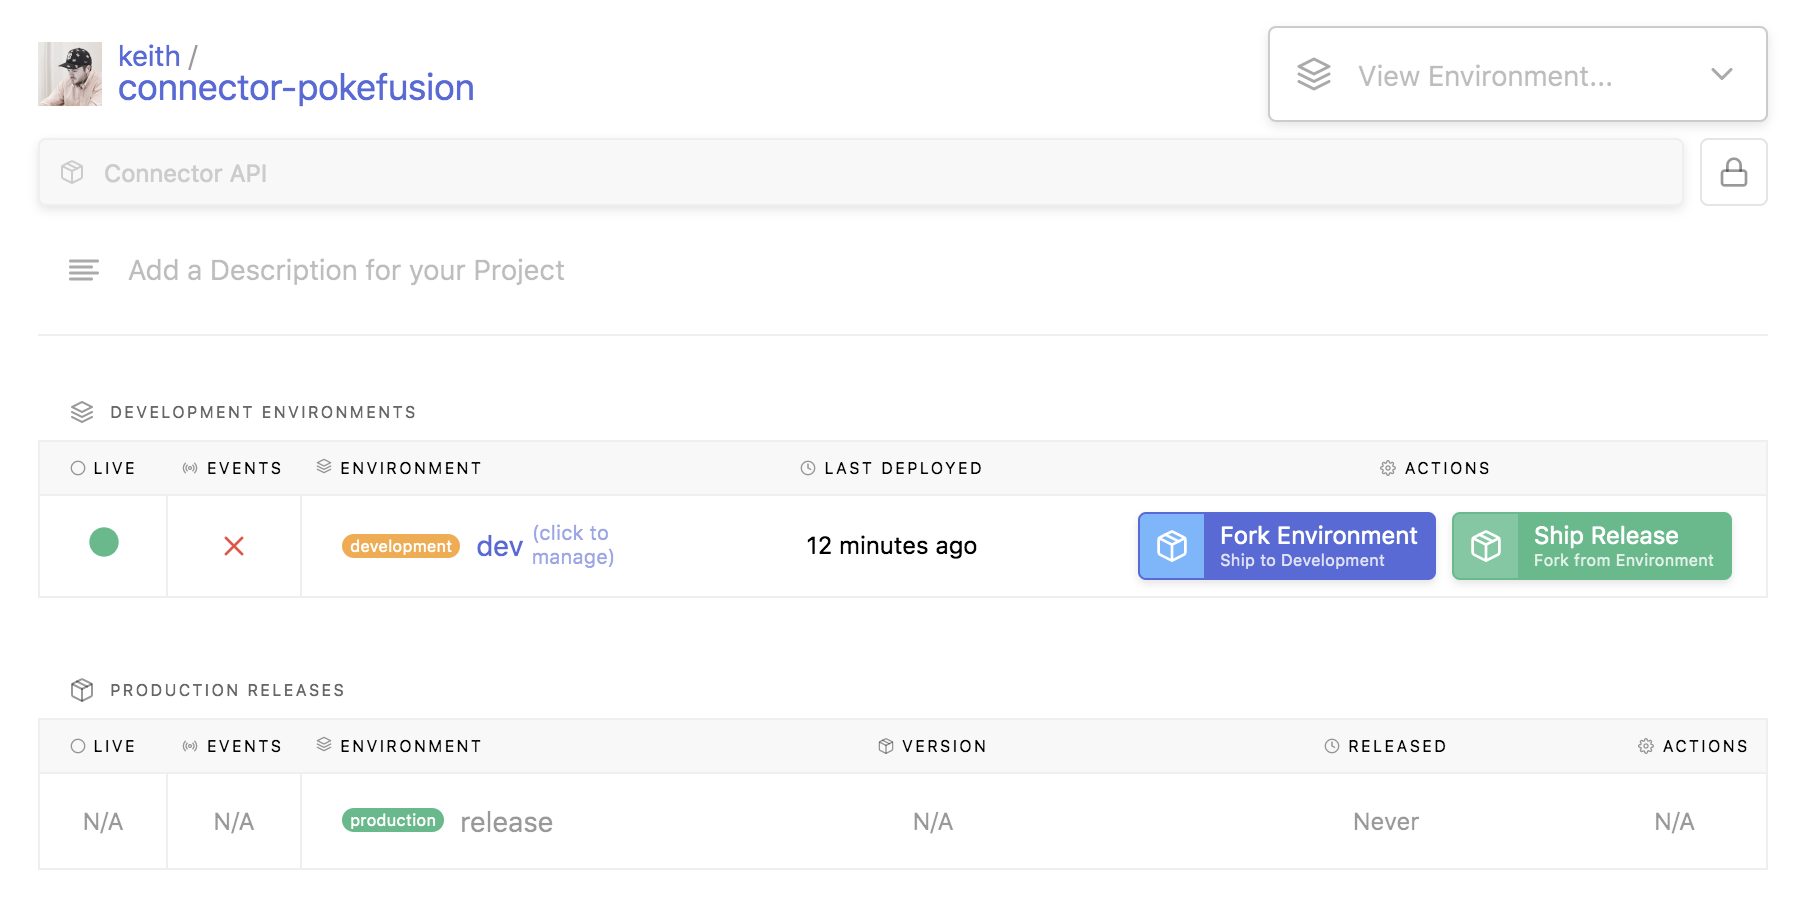 keith /
connector-pokefusion
View Environment...
Connector API
Add a Description for your Project
DEVELOPMENT ENVIRONMENTS
LIVE EVENTS ENVIRONMENT LAST DEPLOYED ACTIONS
development dev (click to manage) 12 minutes ago
Fork Environment
Ship to Development
Ship Release
Fork from Environment
PRODUCTION RELEASES
LIVE EVENTS ENVIRONMENT VERSION RELEASED ACTIONS
N/A N/A production release N/A Never N/A